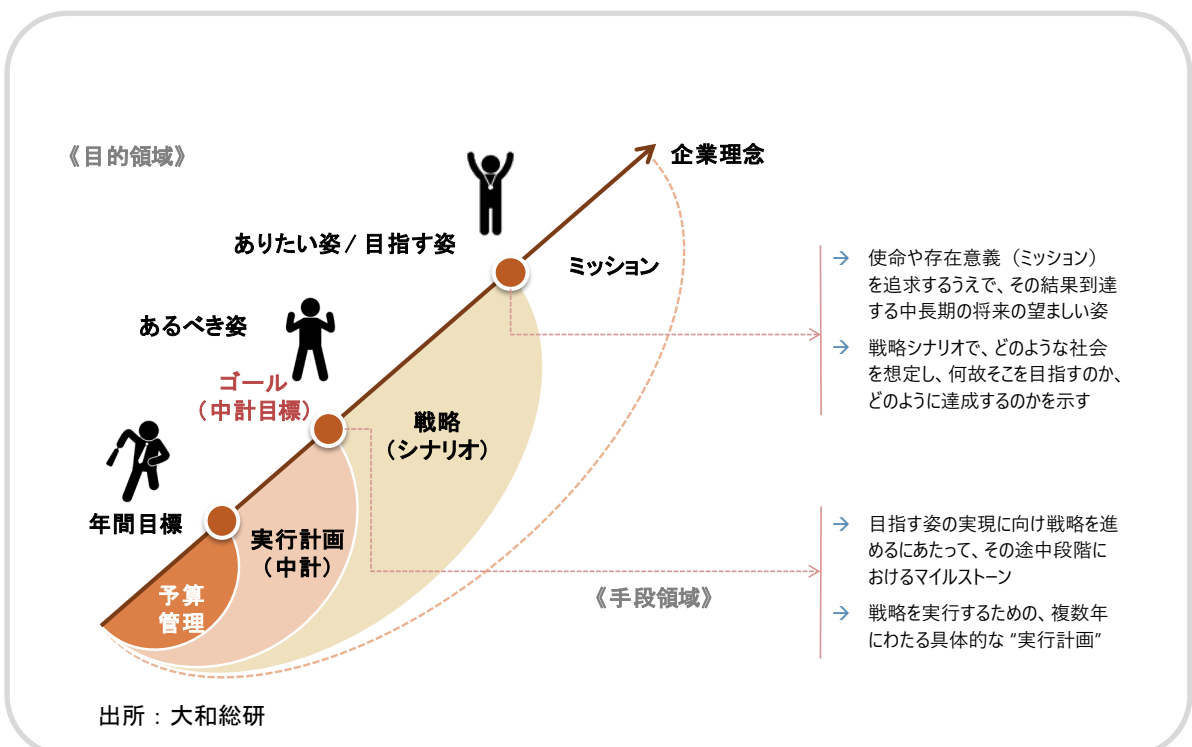 《目的領域》
企業理念
ありたい姿 / 目指す姿
ミッション
あるべき姿
ゴール
（中計目標）
戦略
（シナリオ）
年間目標
実行計画
（中計）
予算
管理
《手段領域》
→ 使命や存在意義（ミッション）
を追求するうえで、その結果到達
する中長期の将来の望ましい姿
→ 戦略シナリオで、どのような社会
を想定し、何故そこを目指すのか、
どのように達成するのかを示す
→ 目指す姿の実現に向け戦略を進
めるにあたって、その途中段階に
おけるマイルストーン
→ 戦略を実行するための、複数年
にわたる具体的な “実行計画”
出所：大和総研